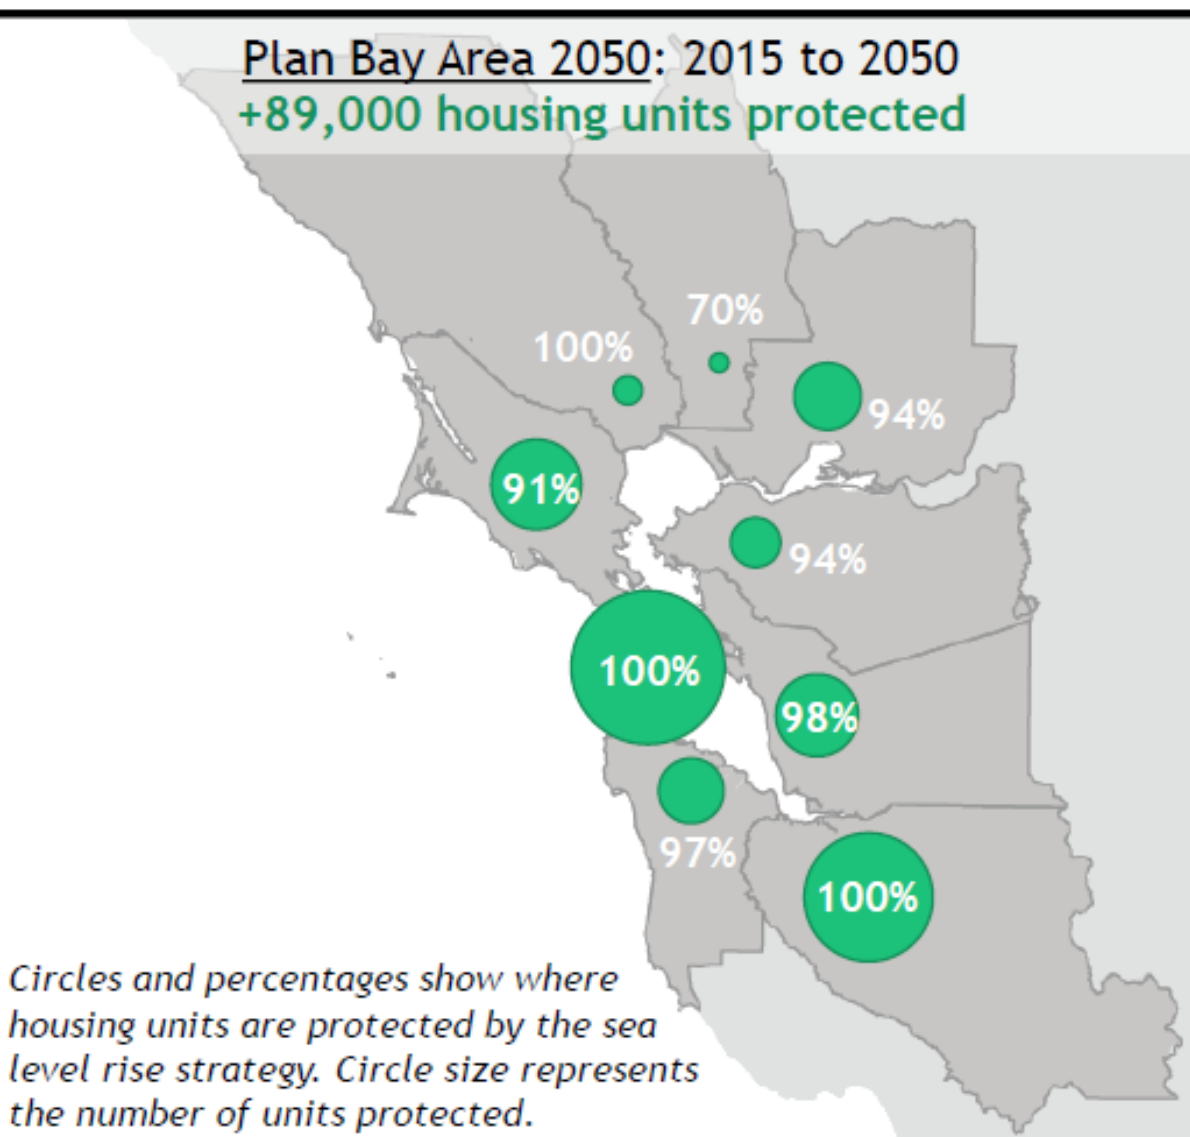 Plan Bay Area 2050: 2015 to 2050
+89,000 housing units protected
70%
100%
94%
91%
94%
100%
98%
97%
100%
Circles and percentages show where
housing units are protected by the sea
level rise strategy. Circle size represents
the number of units protected.